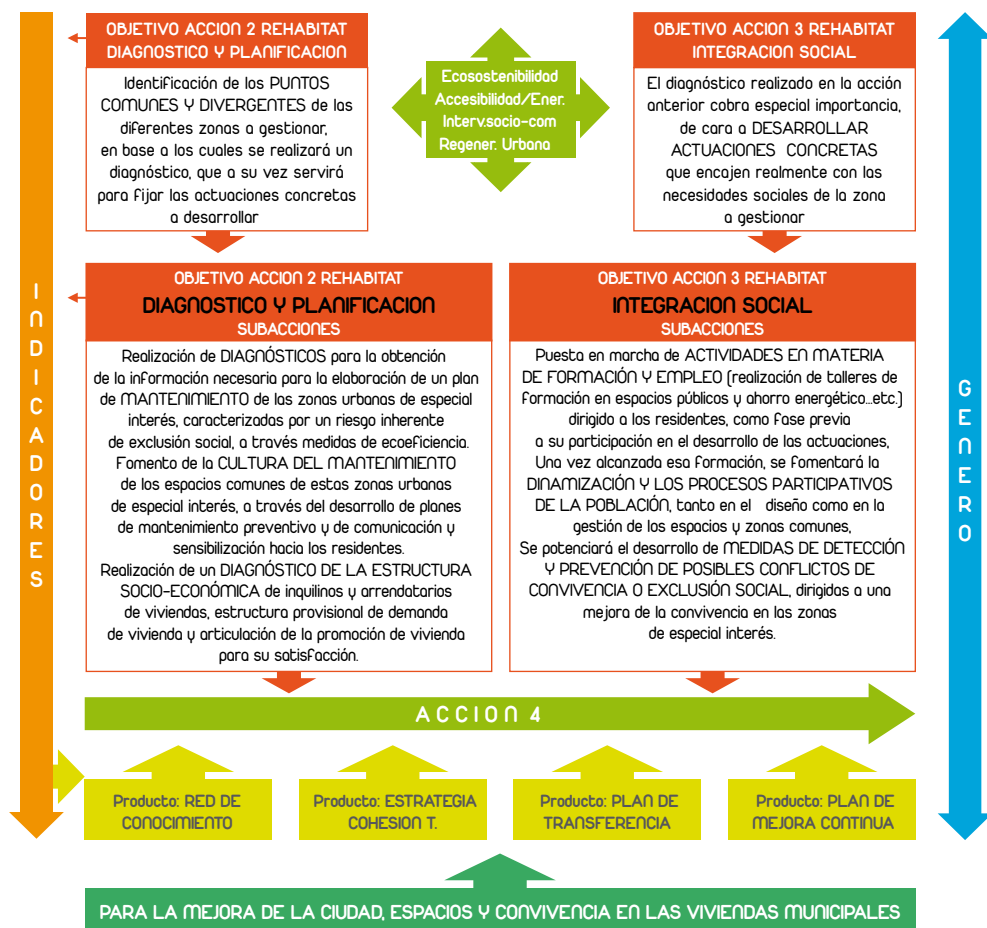 OBJETIVO ACCION 2 REHABITAT
DIAGNOSTICO Y PLANIFICACION
Identificación de los PUNTOS
COMUNES Y DIVERGENTES de las
diferentes zonas a gestionar,
en base a los cuales se realizará un
diagnóstico, que a su vez servirá
para fijar las actuaciones concretas
a desarrollar
Ecosostenibilidad
Accesibilidad/Ener.
Interv.socio-com
Regener. Urbana
OBJETIVO ACCION 3 REHABITAT
INTEGRACION SOCIAL
El diagnóstico realizado en la acción
anterior cobra especial importancia,
de cara a DESARROLLAR
ACTUACIONES CONCRETAS
que encajen realmente con las
necesidades sociales de la zona
a gestionar
INDICADORES
OBJETIVO ACCION 2 REHABITAT
DIAGNOSTICO Y PLANIFICACION
SUBACCIONES
Realización de DIAGNÓSTICOS para la obtención
de la información necesaria para la elaboración de un plan
de MANTENIMIENTO de las zonas urbanas de especial
interés, caracterizadas por un riesgo inherente
de exclusión social, a través medidas de ecoeficiencia.
Fomento de la CULTURA DEL MANTENIMIENTO
de los espacios comunes de estas zonas urbanas
de especial interés, a través del desarrollo de planes
de mantenimiento preventivo y de comunicación y
sensibilización hacia los residentes.
Realización de un DIAGNÓSTICO DE LA ESTRUCTURA
SOCIO-ECONÓMICA de inquilinos y arrendatarios
de viviendas, estructura provisional de demanda
de vivienda y articulación de la promoción de vivienda
para su satisfacción.
OBJETIVO ACCION 3 REHABITAT
INTEGRACION SOCIAL
SUBACCIONES
Puesta en marcha de ACTIVIDADES EN MATERIA
DE FORMACIÓN Y EMPLEO (realización de talleres de
formación en espacios públicos y ahorro energético...etc.)
dirigido a los residentes, como fase previa
a su participación en el desarrollo de las actuaciones,
Una vez alcanzada esa formación, se fomentará la
DINAMIZACIÓN Y LOS PROCESOS PARTICIPATIVOS
DE LA POBLACIÓN, tanto en el diseño como en la
gestión de los espacios y zonas comunes,
Se potenciará el desarrollo de MEDIDAS DE DETECCIÓN
Y PREVENCIÓN DE POSIBLES CONFLICTOS DE
CONVIVENCIA O EXCLUSIÓN SOCIAL, dirigidas a una
mejora de la convivencia en las zonas
de especial interés.
GENERO
ACCION 4
Producto: RED DE
CONOCIMIENTO
Producto: ESTRATEGIA
COHESION T.
Producto: PLAN DE
TRANSFERENCIA
Producto: PLAN DE
MEJORA CONTINUA
PARA LA MEJORA DE LA CIUDAD, ESPACIOS Y CONVIVENCIA EN LAS VIVIENDAS MUNICIPALES